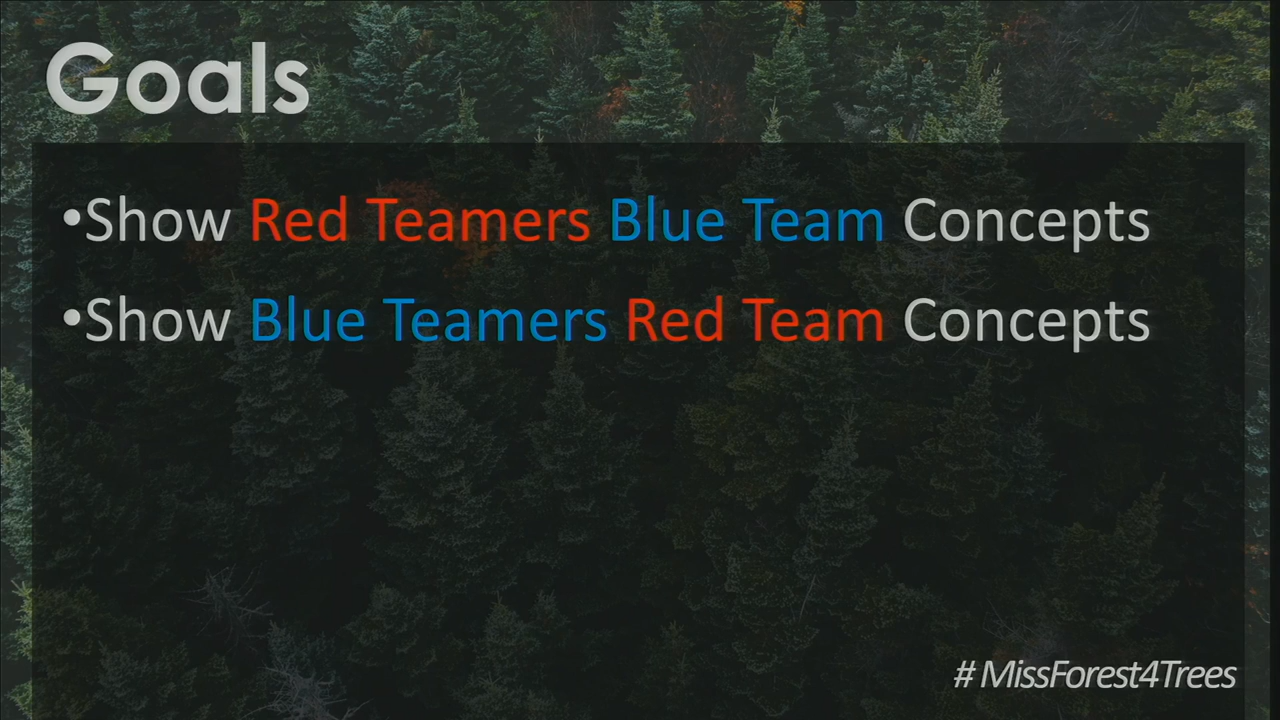 Goals
•Show Red Teamers Blue Team Concepts
•Show Blue Teamers Red Team Concepts
# MissForest4Trees